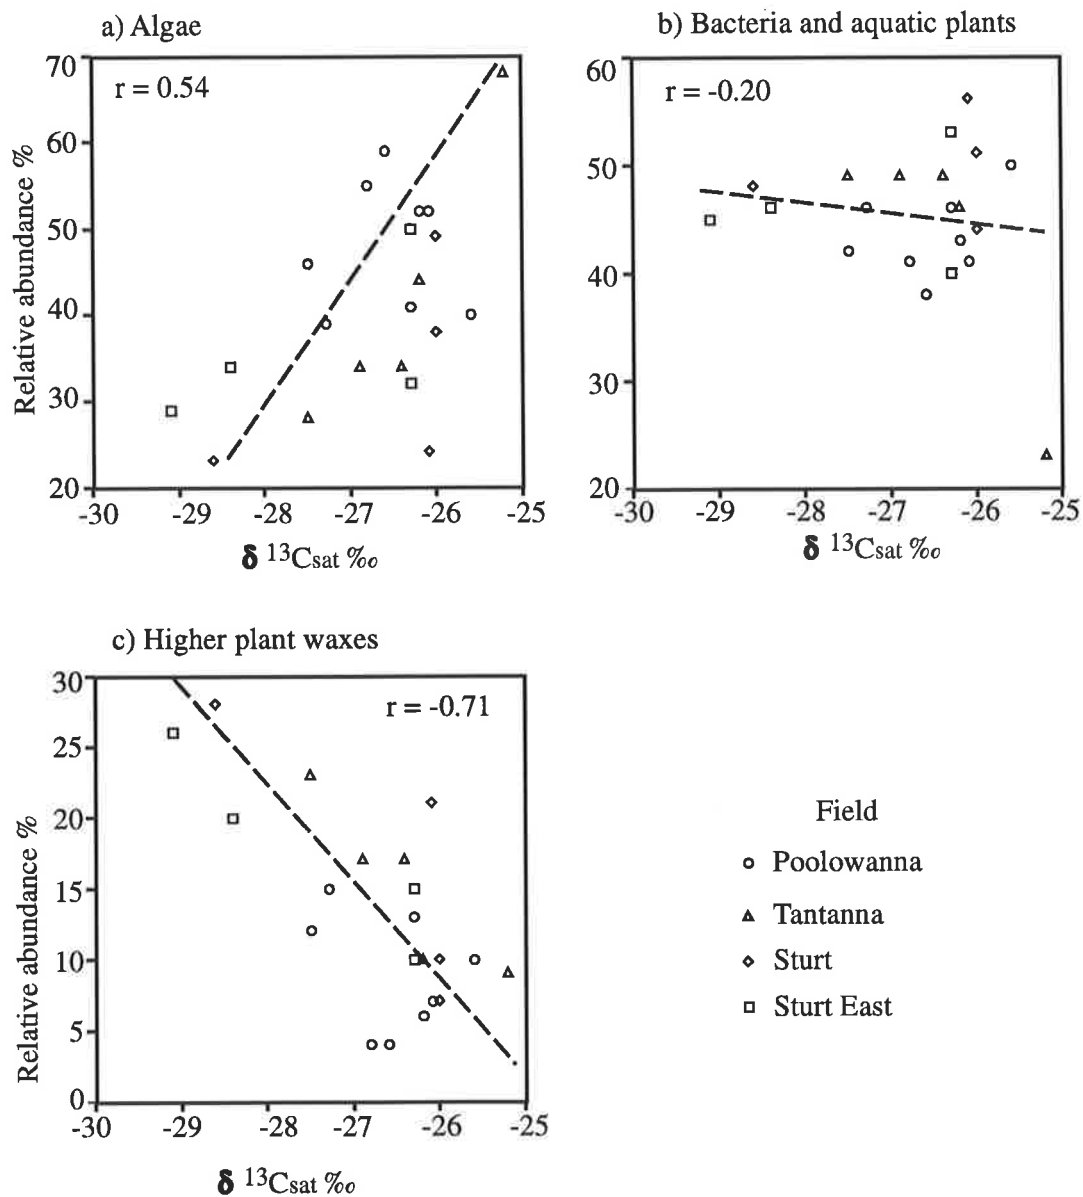 a) Algae
r = 0.54
Relative abundance %
70
60
50
40
30
20
-30 -29 -28 -27 -26 -25
δ 13Csat ‰
b) Bacteria and aquatic plants
r = -0.20
60
50
40
30
20
-30 -29 -28 -27 -26 -25
δ 13Csat ‰
c) Higher plant waxes
r = -0.71
Relative abundance %
30
25
20
15
10
5
0
-30 -29 -28 -27 -26 -25
δ 13Csat ‰
Field
Poolowanna
Tantanna
Sturt
Sturt East